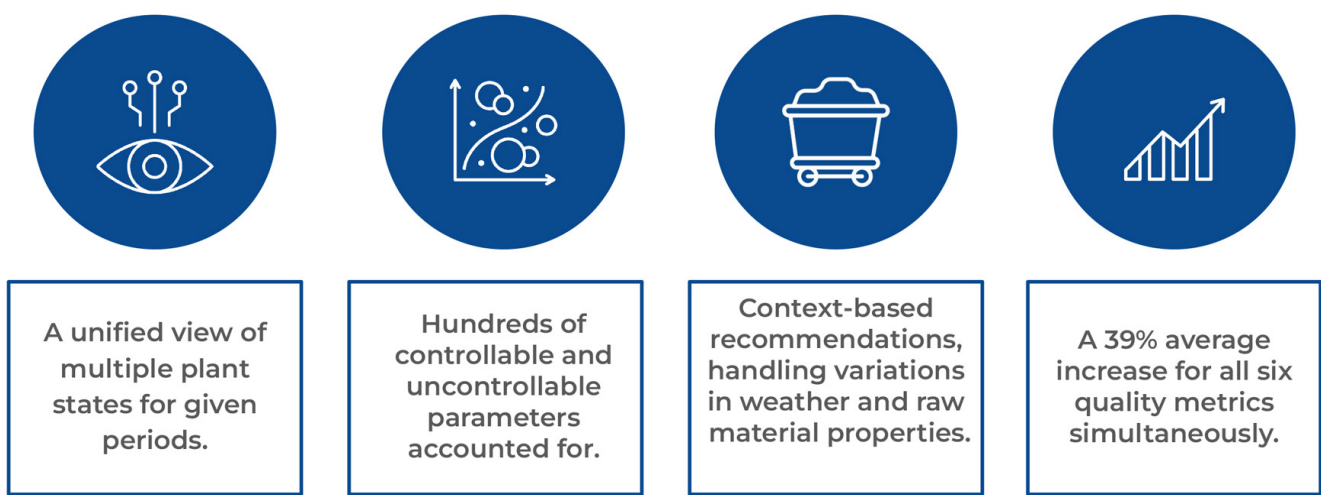 A unified view of
multiple plant
states for given
periods.
Hundreds of
controllable and
uncontrollable
parameters
accounted for.
Context-based
recommendations,
handling variations
in weather and raw
material properties.
A 39% average
increase for all six
quality metrics
simultaneously.